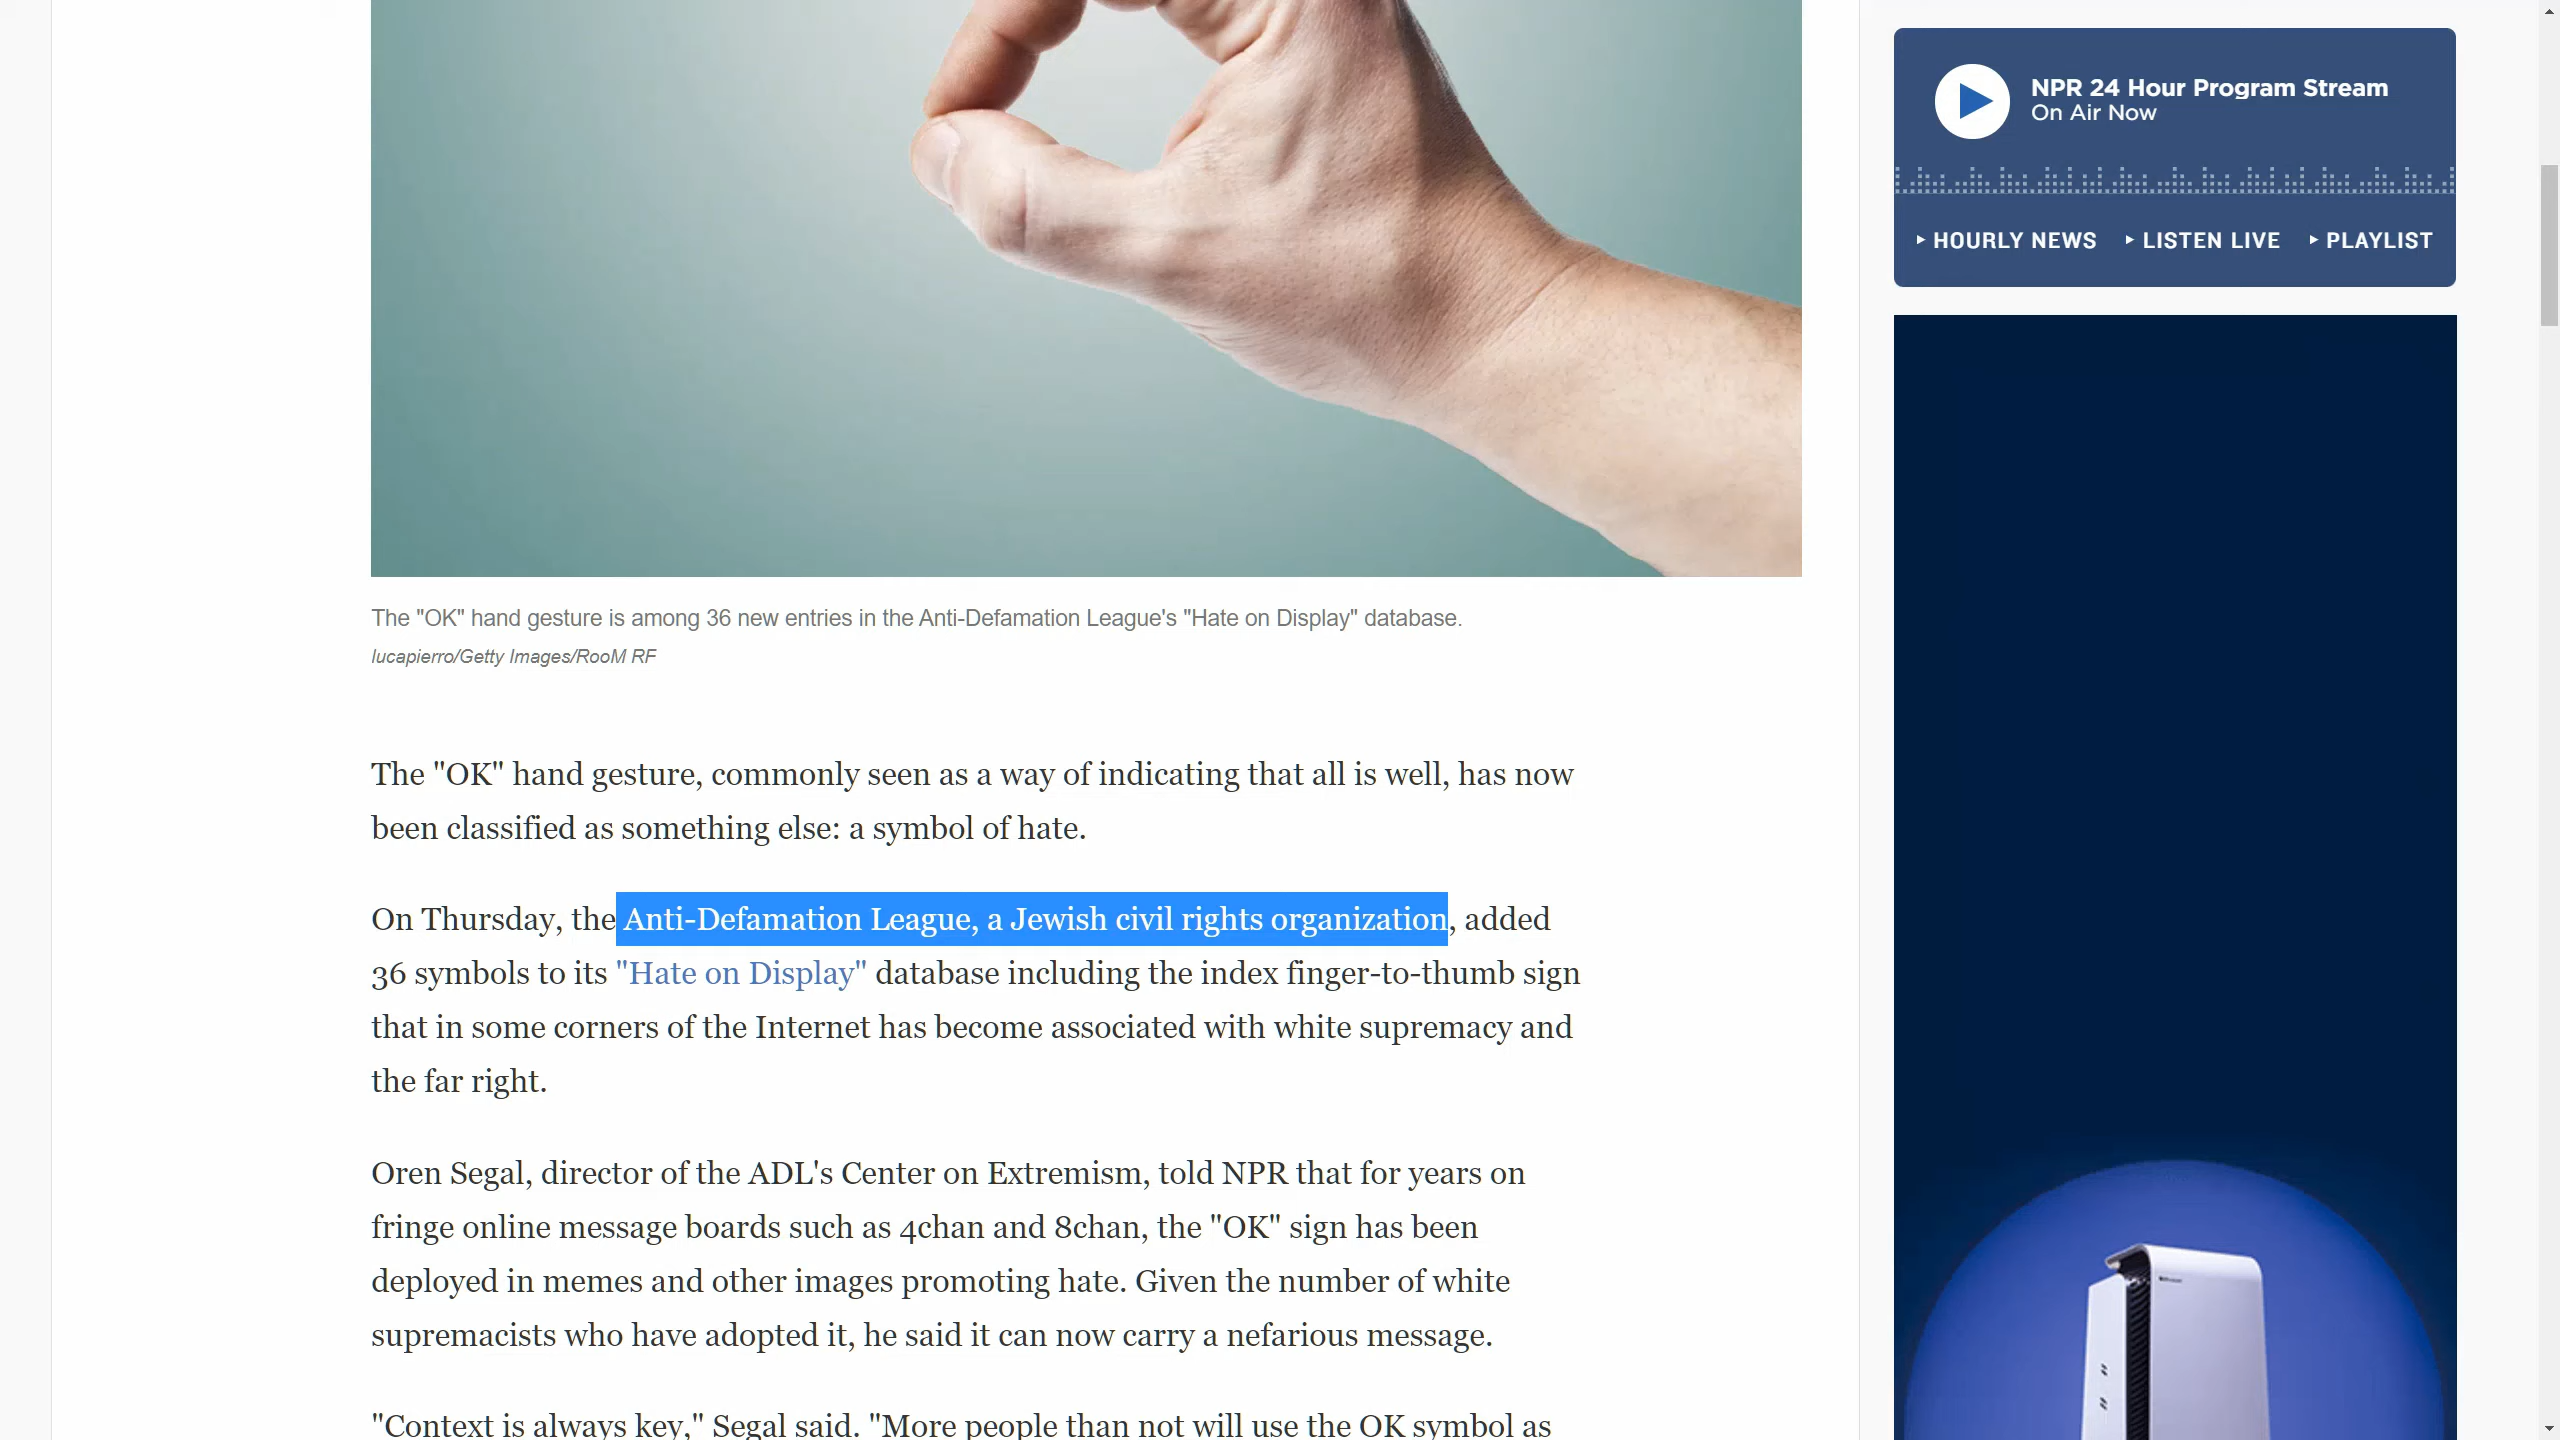 NPR 24 Hour Program Stream
On Air Now
HOURLY NEWS
LISTEN LIVE
PLAYLIST
The "OK" hand gesture is among 36 new entries in the Anti-Defamation League's "Hate on Display" database.
lucapierro/Getty Images/RooM RF
The "OK" hand gesture, commonly seen as a way of indicating that all is well, has now
been classified as something else: a symbol of hate.
On Thursday, the Anti-Defamation League, a Jewish civil rights organization, added
36 symbols to its "Hate on Display" database including the index finger-to-thumb sign
that in some corners of the Internet has become associated with white supremacy and
the far right.
Oren Segal, director of the ADL's Center on Extremism, told NPR that for years on
fringe online message boards such as 4chan and 8chan, the "OK" sign has been
deployed in memes and other images promoting hate. Given the number of white
supremacists who have adopted it, he said it can now carry a nefarious message.
"Context is always key," Segal said. "More people than not will use the OK symbol as